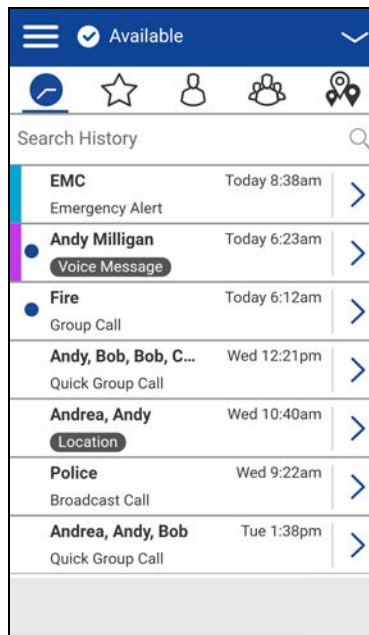 Available
Search History
EMC Today 8:38am
Emergency Alert
Andy Milligan Today 6:23am
Voice Message
Fire Today 6:12am
Group Call
Andy, Bob, Bob, C... Wed 12:21pm
Quick Group Call
Andrea, Andy Wed 10:40am
Location
Police Wed 9:22am
Broadcast Call
Andrea, Andy, Bob Tue 1:38pm
Quick Group Call